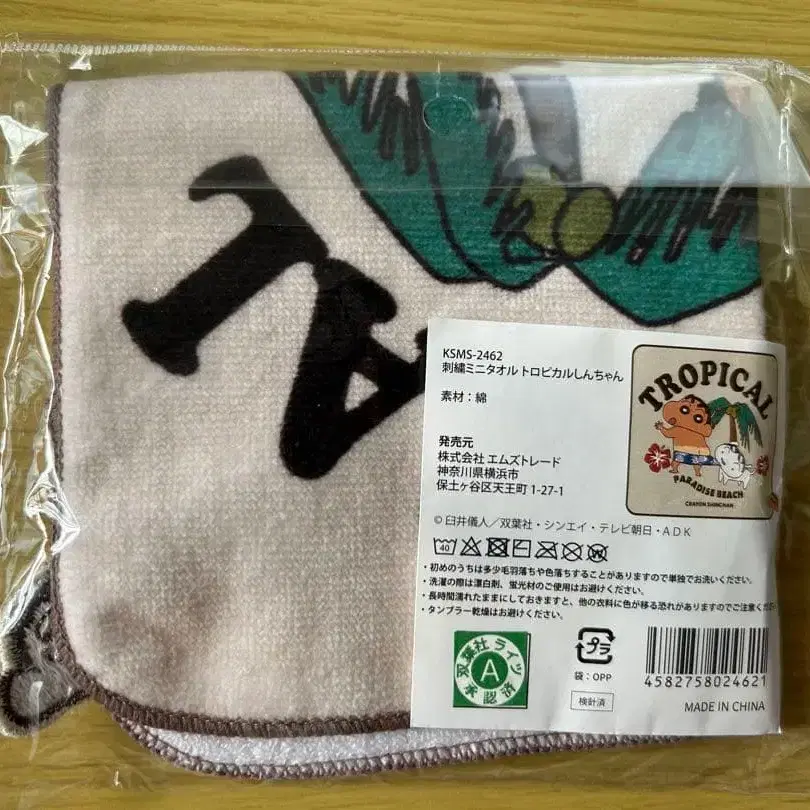 AL
KSMS-2462
刺繍ミニタオル トロピカルしんちゃん
素材：綿
発売元
株式会社 エムズトレード
神奈川県横浜市
保土ヶ谷区天王町 1-27-1
TROPICAL
PARADISE BEACH
CRAYON SHINCHAN
© 臼井儀人／双葉社・シンエイ・テレビ朝日・ADK
40
・初めのうちは多少毛羽落ちや色落ちすることがありますので単独でお洗いください。
・洗濯の際は漂白剤、蛍光材のご使用はお避けください。
・長時間濡れたままにしておきますと、他の衣料に色が移る恐れがありますのでご注意ください
・タンブラー乾燥はお避けください。
双葉社ライツ
A
承認済
プラ
袋：OPP
検針済
4582758024621
MADE IN CHINA